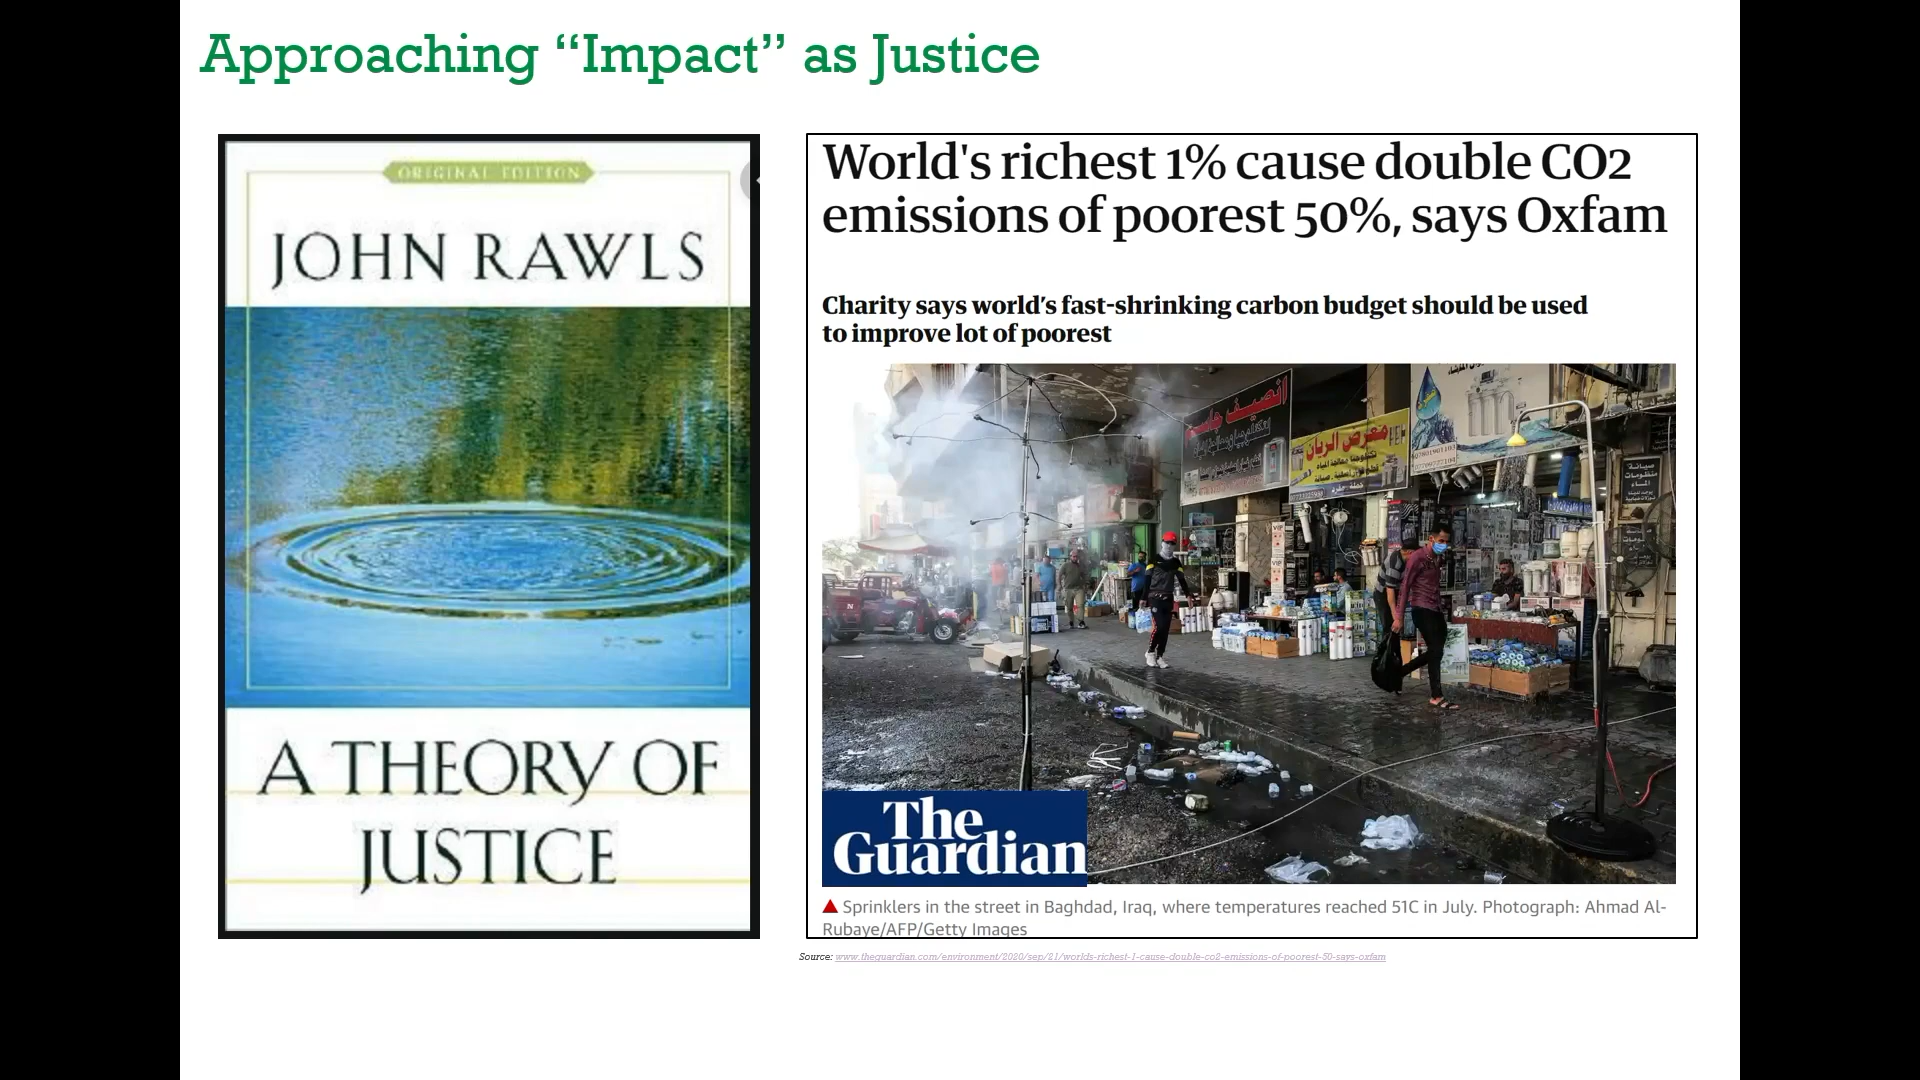 Approaching “Impact” as Justice
ORIGINAL EDITION
JOHN RAWLS
A THEORY OF
JUSTICE
World's richest 1% cause double CO2
emissions of poorest 50%, says Oxfam
Charity says world’s fast-shrinking carbon budget should be used
to improve lot of poorest
معرض الريان
VIP
The
Guardian
Sprinklers in the street in Baghdad, Iraq, where temperatures reached 51C in July. Photograph: Ahmad Al-
Rubaye/AFP/Getty Images
Source: www.theguardian.com/environment/2020/sep/21/worlds-richest-1-cause-double-co2-emissions-of-poorest-50-says-oxfam